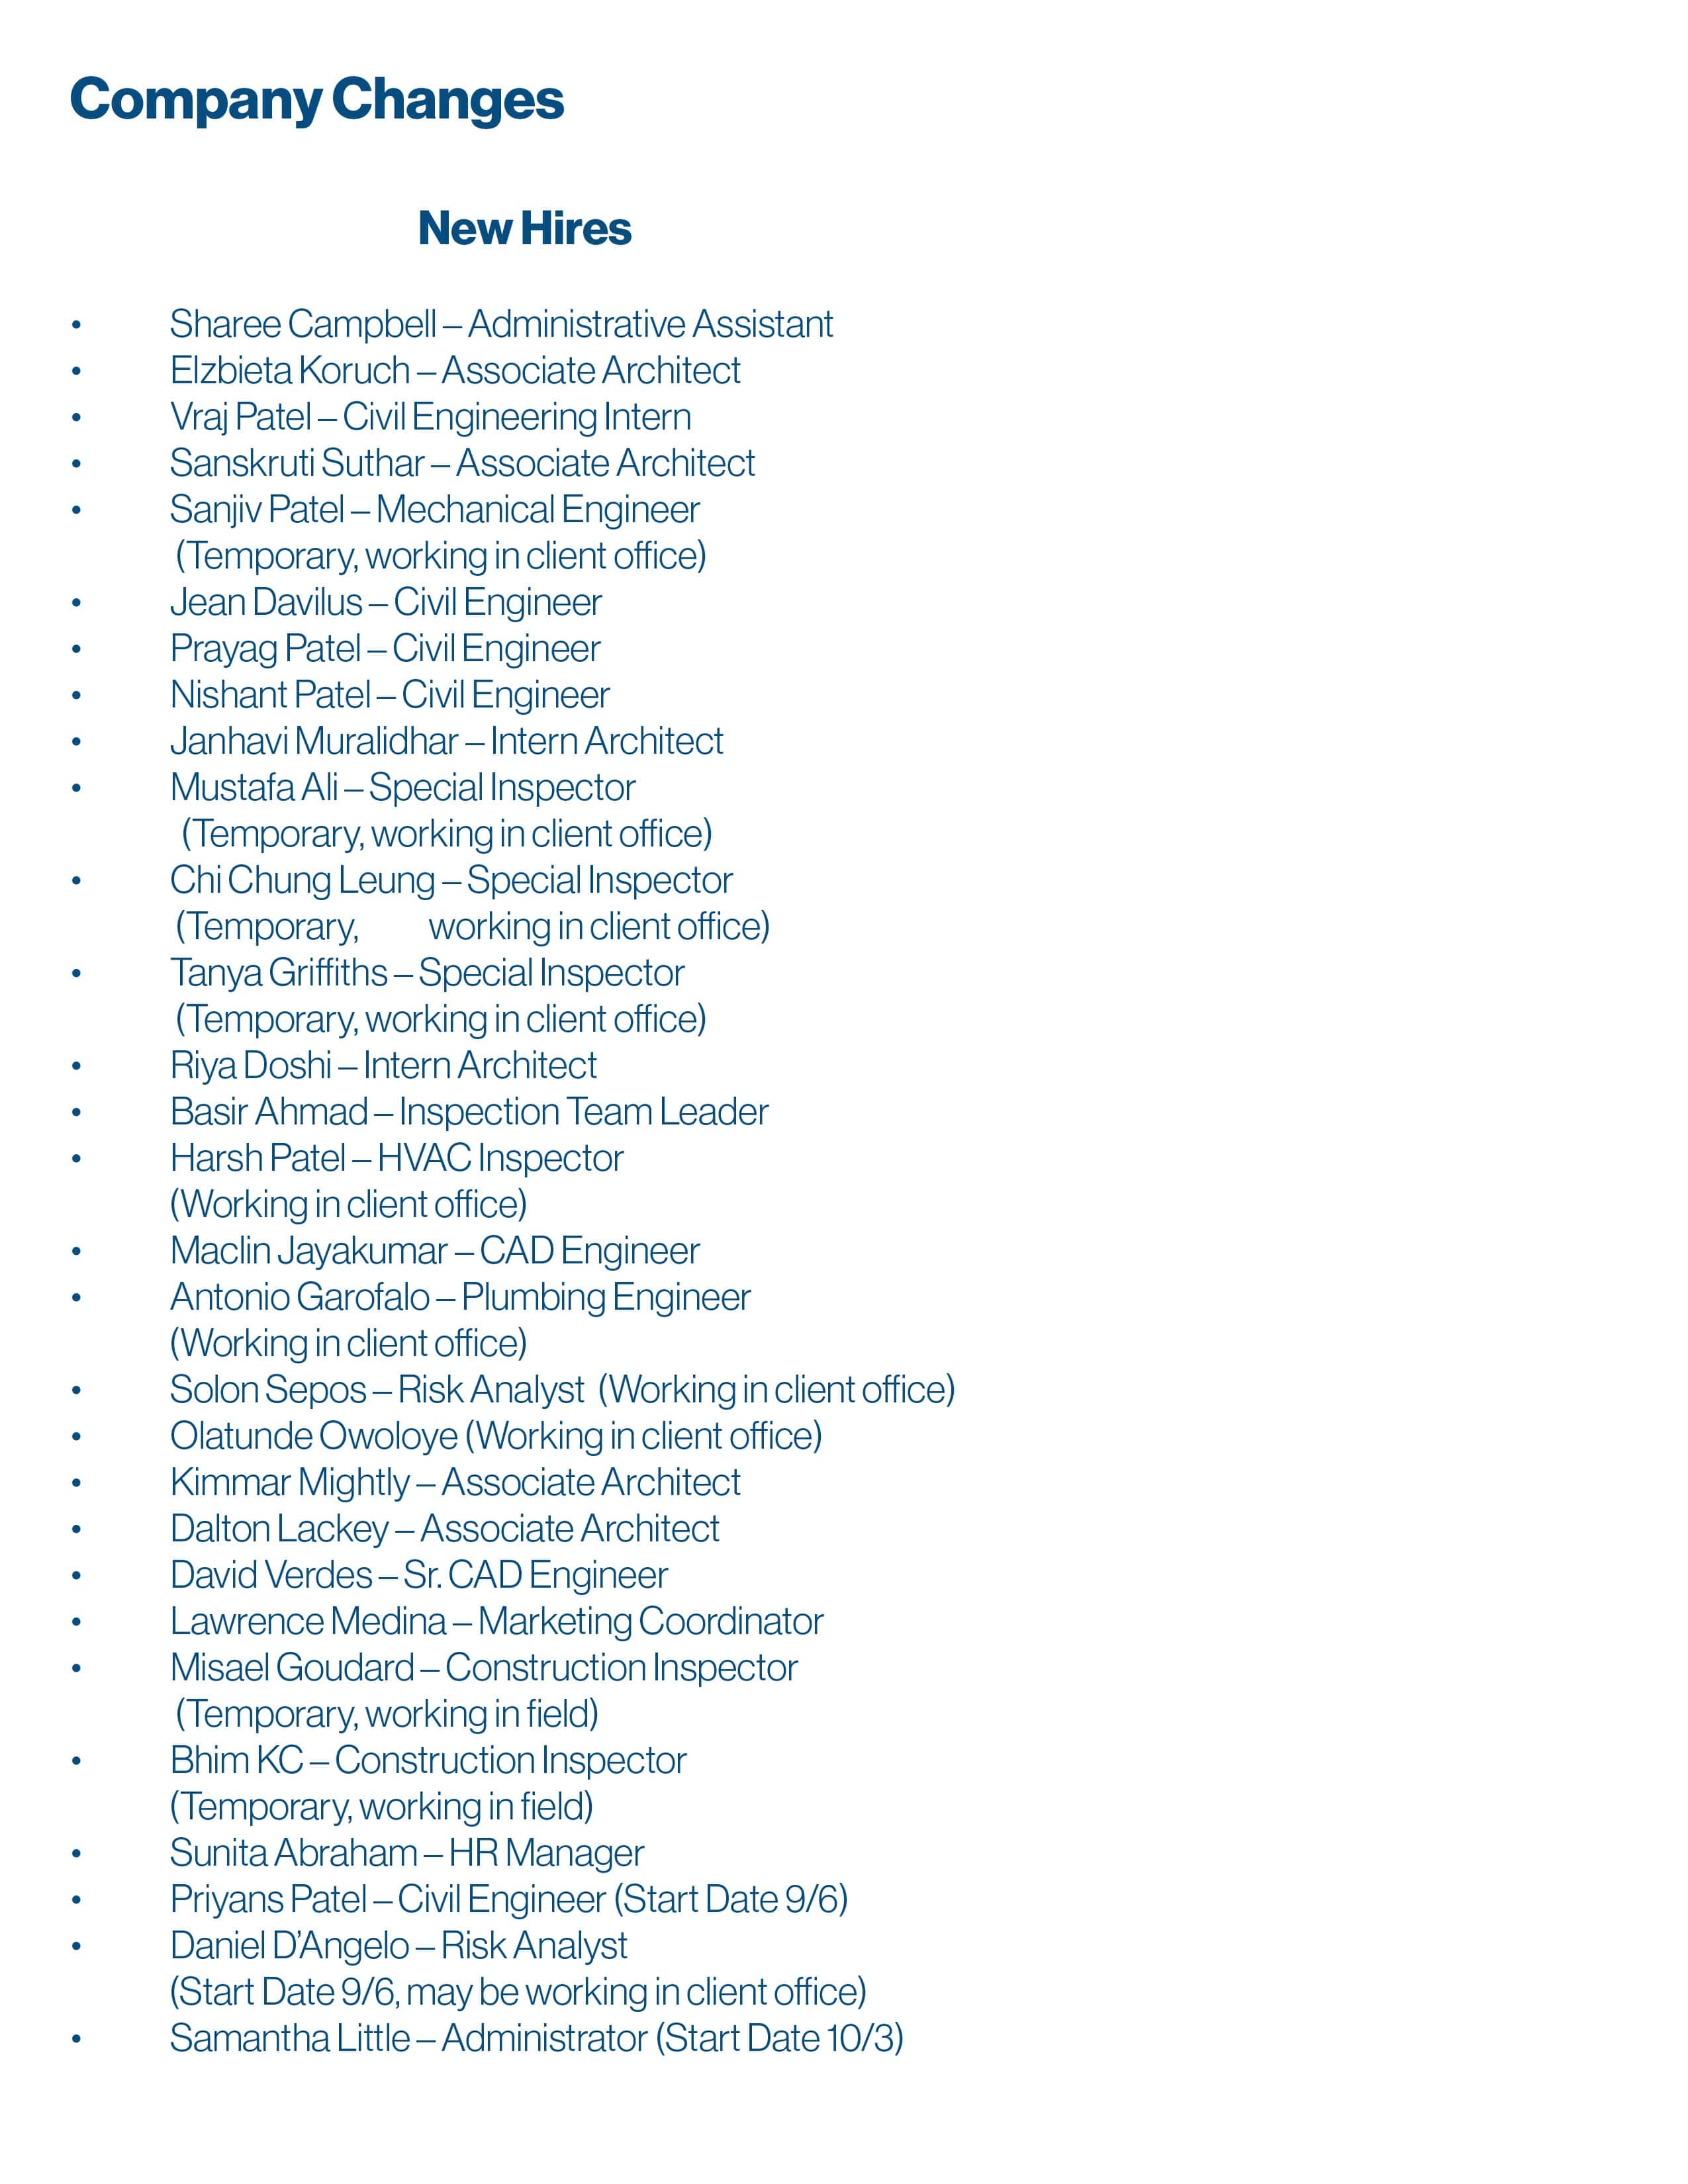 Company Changes
New Hires
• Sharee Campbell – Administrative Assistant
• Elzbieta Koruch – Associate Architect
• Vraj Patel – Civil Engineering Intern
• Sanskruti Suthar – Associate Architect
• Sanjiv Patel – Mechanical Engineer
(Temporary, working in client office)
• Jean Davilus – Civil Engineer
• Prayag Patel – Civil Engineer
• Nishant Patel – Civil Engineer
• Janhavi Muralidhar – Intern Architect
• Mustafa Ali – Special Inspector
(Temporary, working in client office)
• Chi Chung Leung – Special Inspector
(Temporary, working in client office)
• Tanya Griffiths – Special Inspector
(Temporary, working in client office)
• Riya Doshi – Intern Architect
• Basir Ahmad – Inspection Team Leader
• Harsh Patel – HVAC Inspector
(Working in client office)
• Maclin Jayakumar – CAD Engineer
• Antonio Garofalo – Plumbing Engineer
(Working in client office)
• Solon Sepos – Risk Analyst (Working in client office)
• Olatunde Owoloye (Working in client office)
• Kimmar Mightly – Associate Architect
• Dalton Lackey – Associate Architect
• David Verdes – Sr. CAD Engineer
• Lawrence Medina – Marketing Coordinator
• Misael Goudard – Construction Inspector
(Temporary, working in field)
• Bhim KC – Construction Inspector
(Temporary, working in field)
• Sunita Abraham – HR Manager
• Priyans Patel – Civil Engineer (Start Date 9/6)
• Daniel D’Angelo – Risk Analyst
(Start Date 9/6, may be working in client office)
• Samantha Little – Administrator (Start Date 10/3)